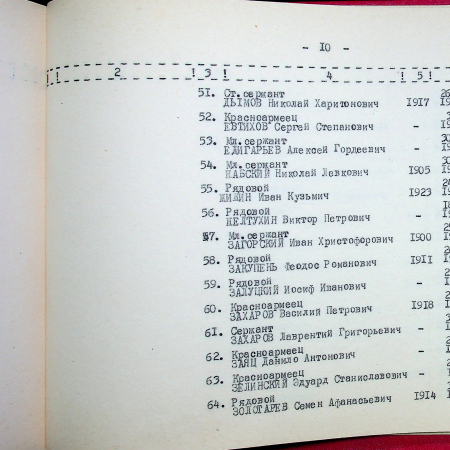 - 10 -
! 2 ! 3 ! 4 ! 5 !
51. Ст.сержант
ДЫМОВ Николай Харитонович 1917
52. Красноармеец
ЕВТИХОВ Сергей Степанович -
53. Мл.сержант
ЕЛИГАРЬЕВ Алексей Гордеевич -
54. Мл.сержант
ЖАБСКИЙ Николай Левкович 1905
55. Рядовой
ЖИЛИН Иван Кузьмич 1923
56. Рядовой
ЖЕЛТУХИН Виктор Петрович -
57. Мл.сержант
ЗАГОРСКИЙ Иван Христофорович 1900
58. Рядовой
ЗАКУПЕНЬ Феодос Романович 1911
59. Рядовой
ЗАЛУЦКИЙ Иосиф Иванович -
60. Красноармеец
ЗАХАРОВ Василий Петрович 1918
61. Сержант
ЗАХАРОВ Лаврентий Григорьевич -
62. Красноармеец
ЗАЯЦ Данило Антонович -
63. Красноармеец
ЗЕЛИНСКИЙ Эдуард Станиславович -
64. Рядовой
ЗОЛОТАРЕВ Семен Афанасьевич 1914